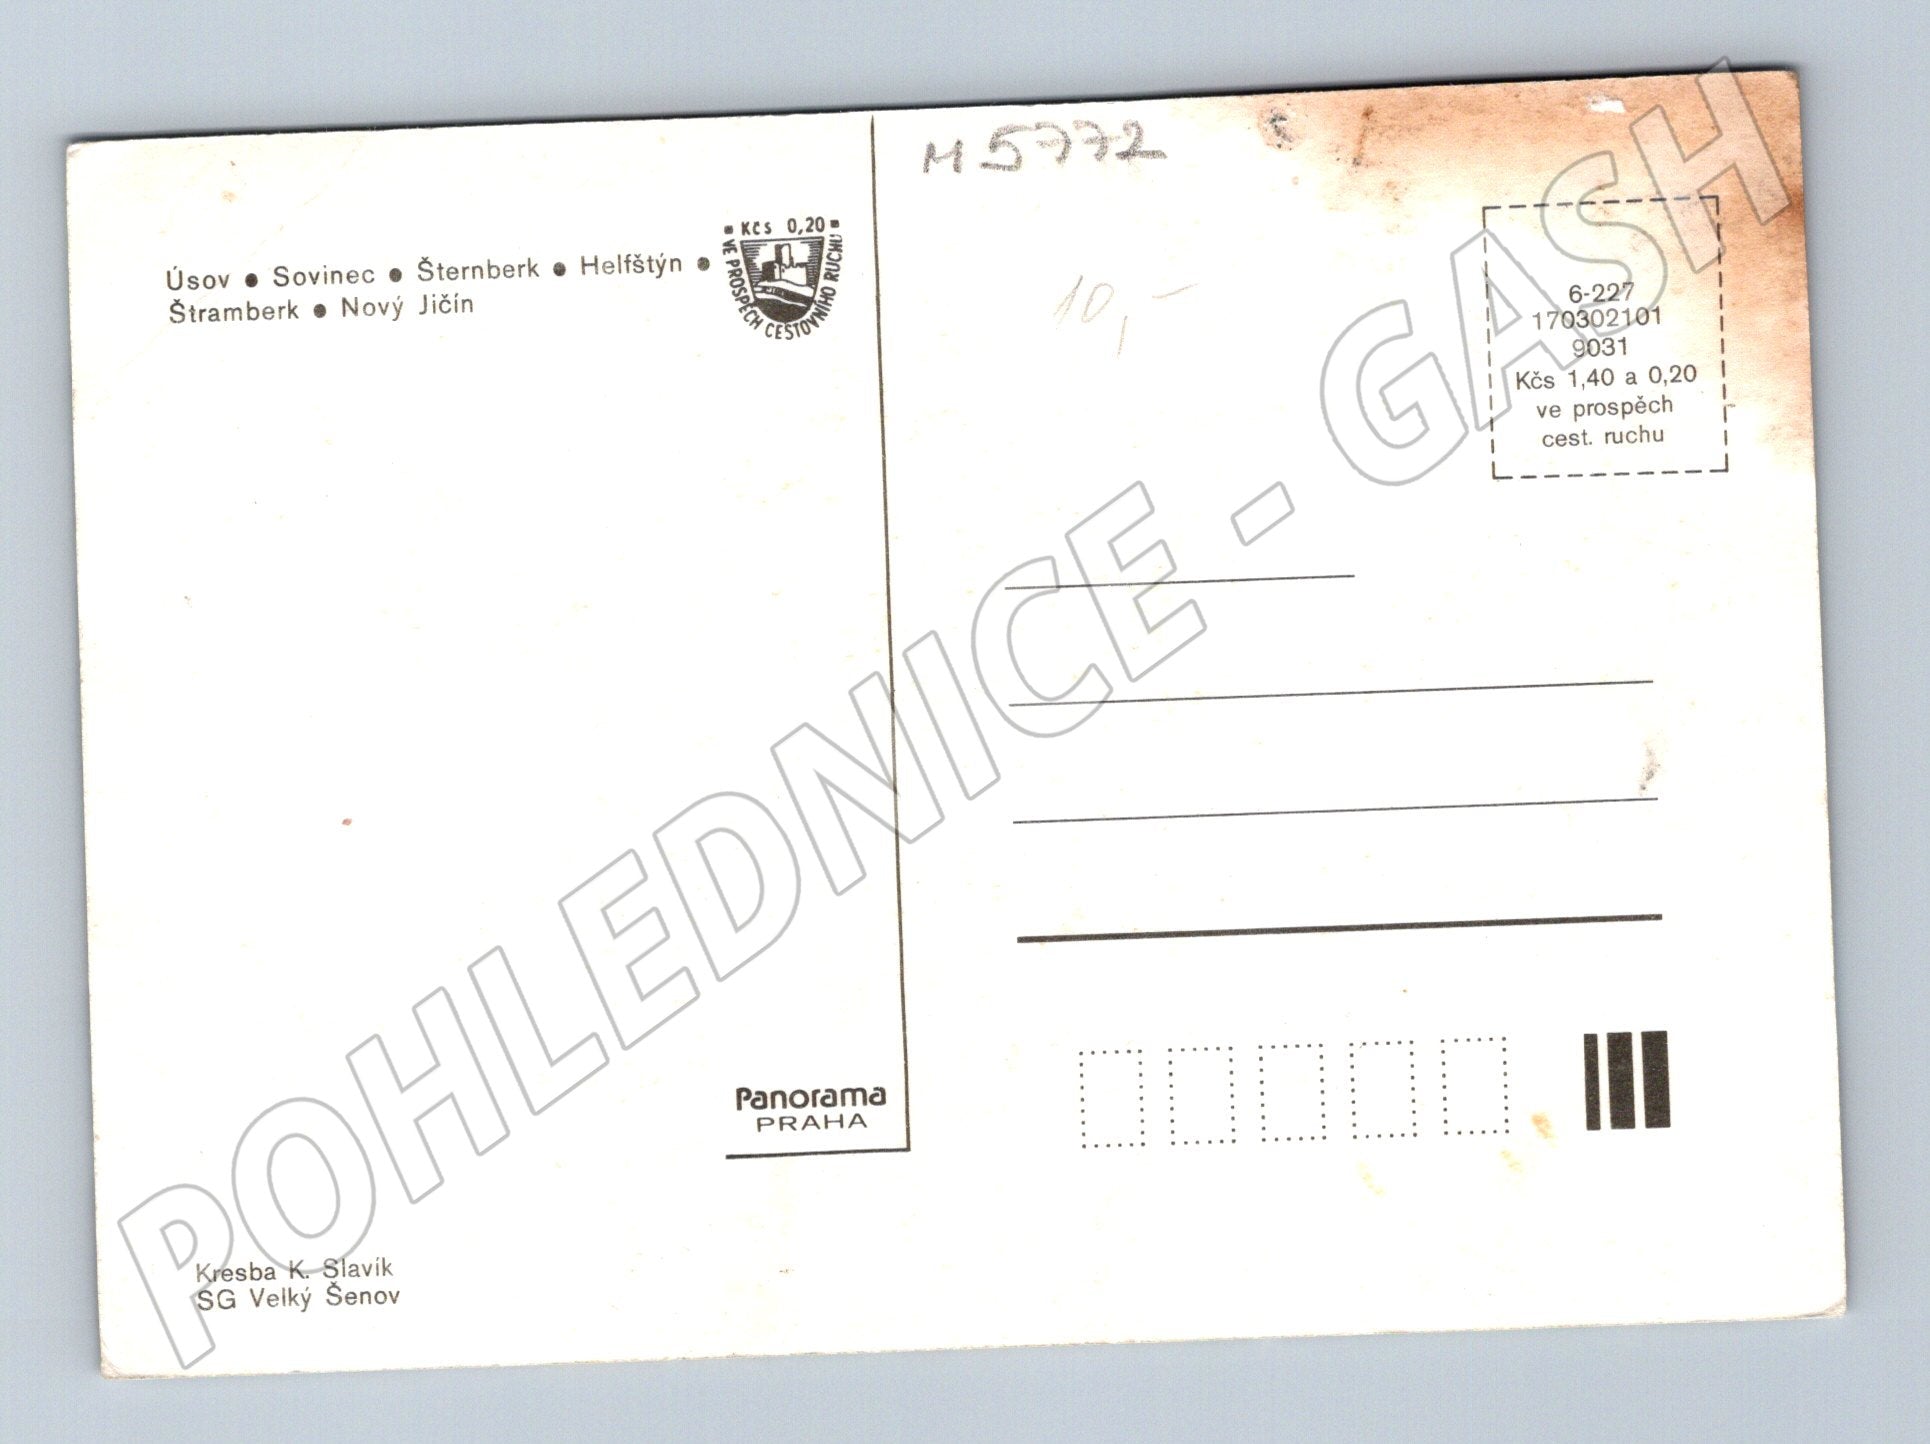 Úsov ● Sovinec ● Šternberk ● Helfštýn ●
Štramberk ● Nový Jičín
▪ Kčs 0,20 ▪
VE PROSPĚCH CESTOVNÍHO RUCHU
M 5772
10,–
6-227
170302101
9031
Kčs 1,40 a 0,20
ve prospěch
cest. ruchu
POHLEDNICE - GASH
Panorama
PRAHA
Kresba K. Slavík
SG Velký Šenov